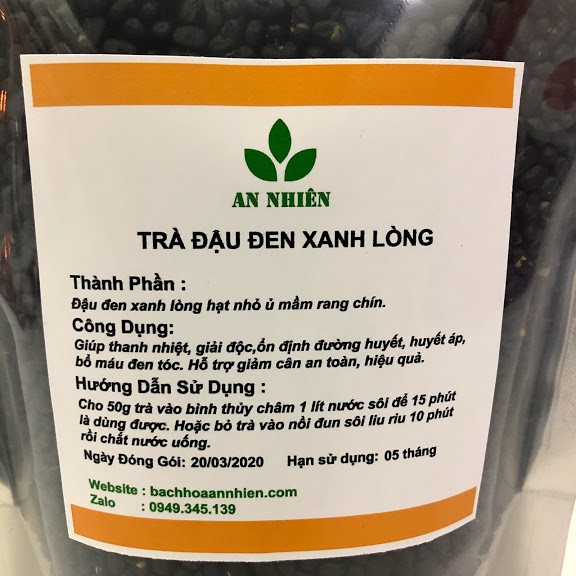 AN NHIÊN
TRÀ ĐẬU ĐEN XANH LÒNG
Thành Phần :
Đậu đen xanh lòng hạt nhỏ ủ mầm rang chín.
Công Dụng:
Giúp thanh nhiệt, giải độc,ổn định đường huyết, huyết áp,
bổ máu đen tóc. Hỗ trợ giảm cân an toàn, hiệu quả.
Hướng Dẫn Sử Dụng :
Cho 50g trà vào bình thủy châm 1 lít nước sôi để 15 phút
là dùng được. Hoặc bỏ trà vào nồi đun sôi liu riu 10 phút
rồi chắt nước uống.
Ngày Đóng Gói: 20/03/2020 Hạn sử dụng: 05 tháng
Website : bachhoaannhien.com
Zalo : 0949.345.139